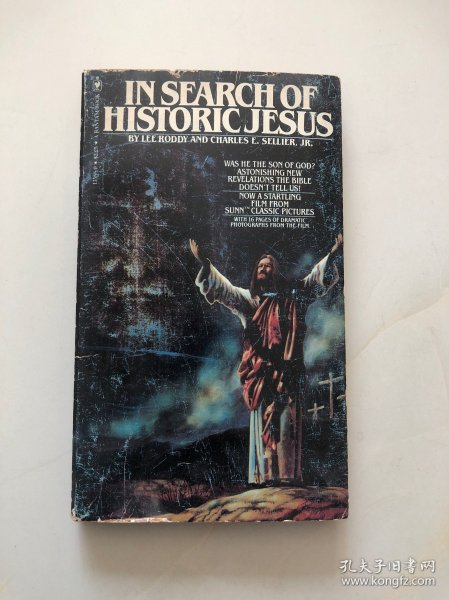 IN SEARCH OF
HISTORIC JESUS
BY LEE RODDY AND CHARLES E. SELLIER, JR.
WAS HE THE SON OF GOD?
ASTONISHING NEW
REVELATIONS THE BIBLE
DOESN'T TELL US!
NOW A STARTLING
FILM FROM
SUNN™ CLASSIC PICTURES
WITH 16 PAGES OF DRAMATIC
PHOTOGRAPHS FROM THE FILM.
孔夫子旧书网
www.kongfz.com